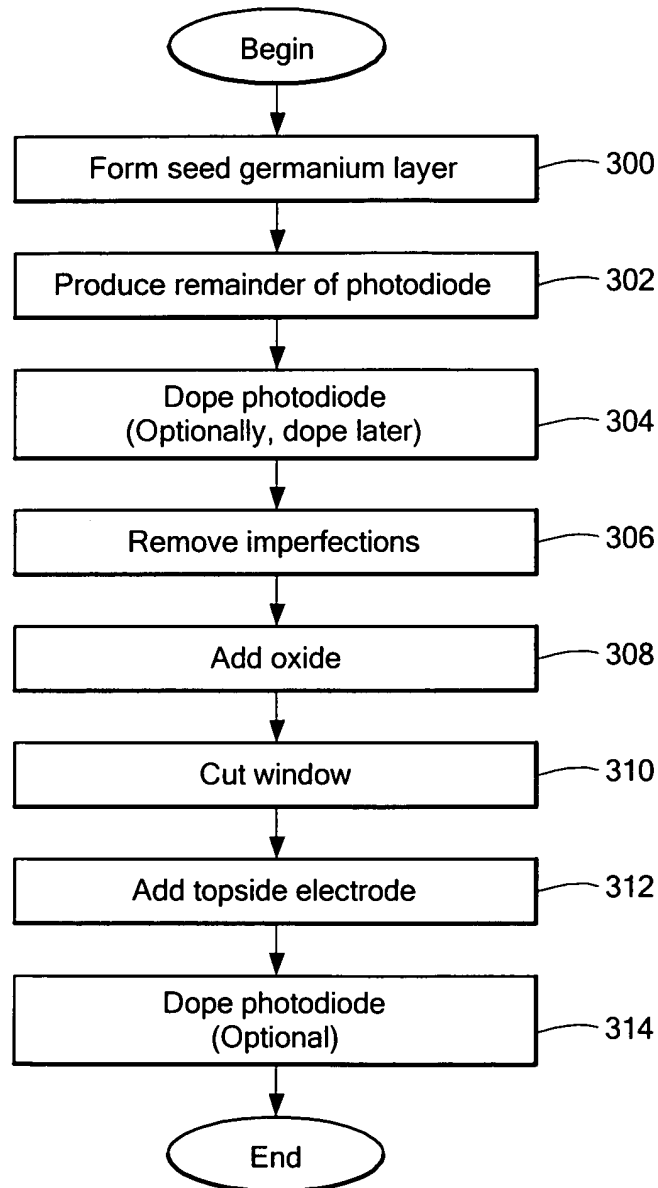 Begin
Form seed germanium layer
300
Produce remainder of photodiode
302
Dope photodiode
(Optionally, dope later)
304
Remove imperfections
306
Add oxide
308
Cut window
310
Add topside electrode
312
Dope photodiode
(Optional)
314
End